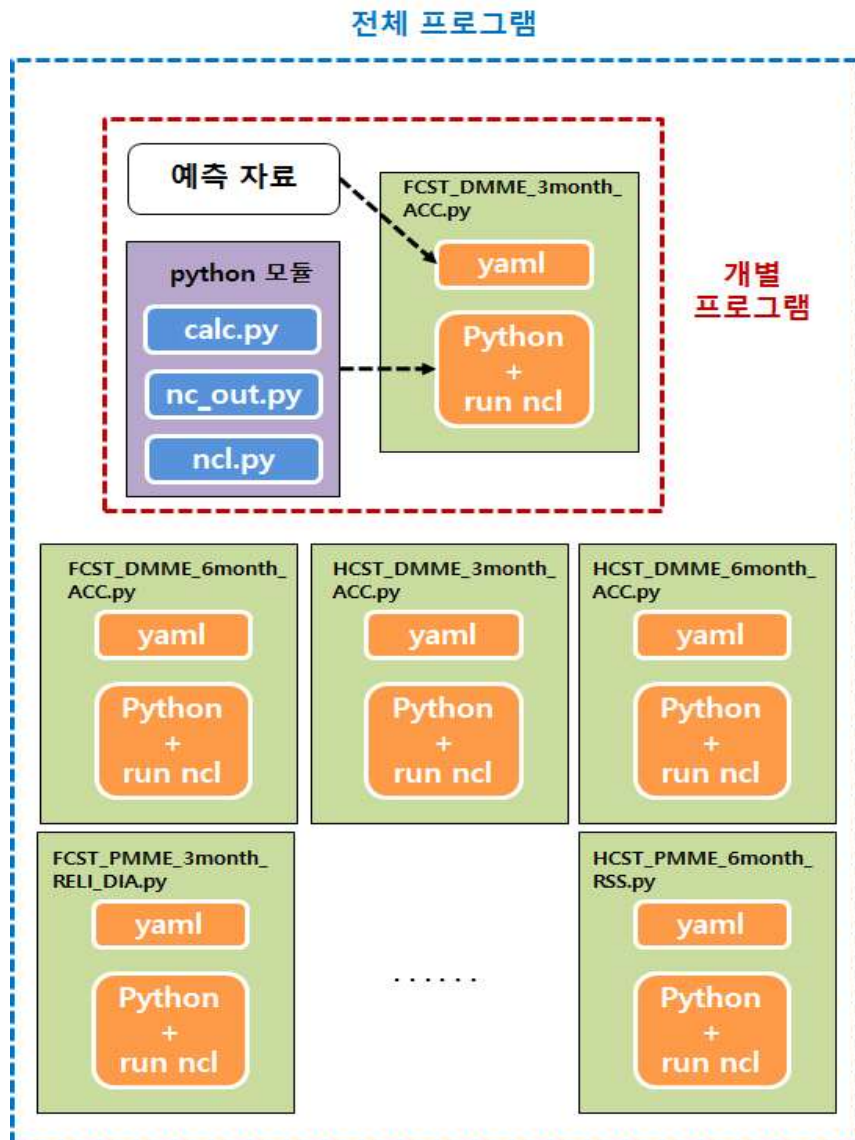 전체 프로그램
예측 자료
python 모듈
calc.py
nc_out.py
ncl.py
FCST_DMME_3month_
ACC.py
yaml
Python
+
run ncl
개별
프로그램
FCST_DMME_6month_
ACC.py
yaml
Python
+
run ncl
HCST_DMME_3month_
ACC.py
yaml
Python
+
run ncl
HCST_DMME_6month_
ACC.py
yaml
Python
+
run ncl
FCST_PMME_3month_
RELI_DIA.py
yaml
Python
+
run ncl
......
HCST_PMME_6month_
RSS.py
yaml
Python
+
run ncl